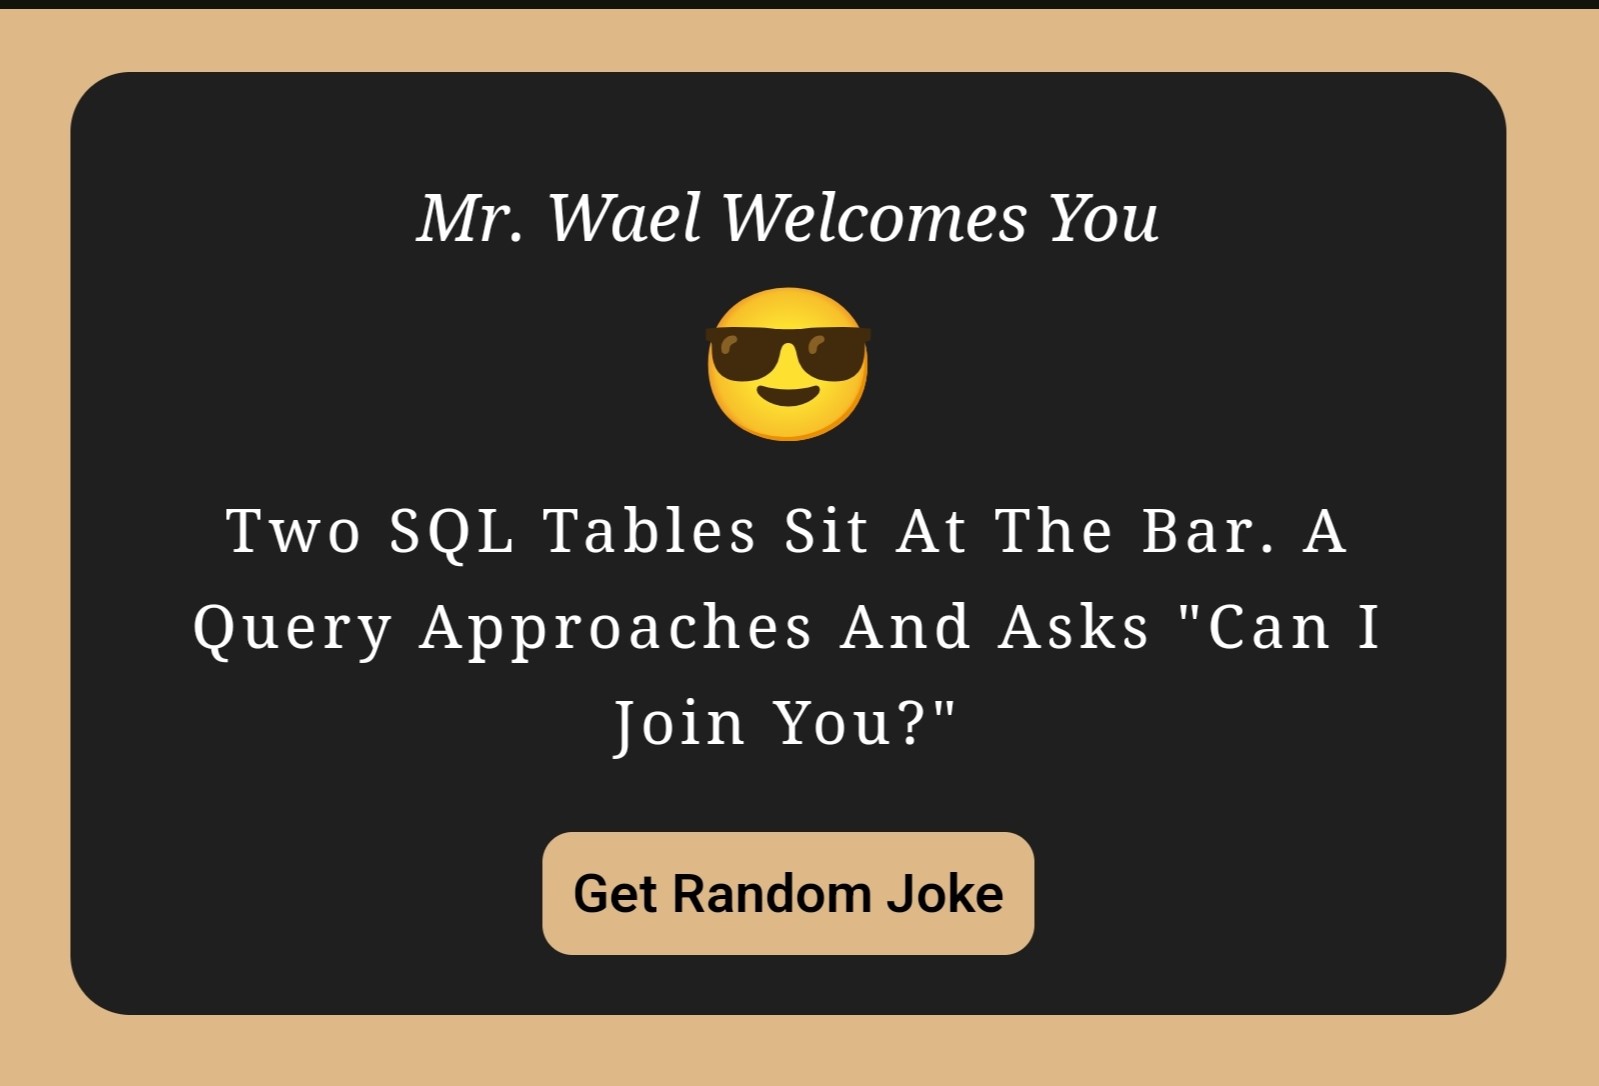 Mr. Wael Welcomes You
Two SQL Tables Sit At The Bar. A
Query Approaches And Asks "Can I
Join You?"
Get Random Joke